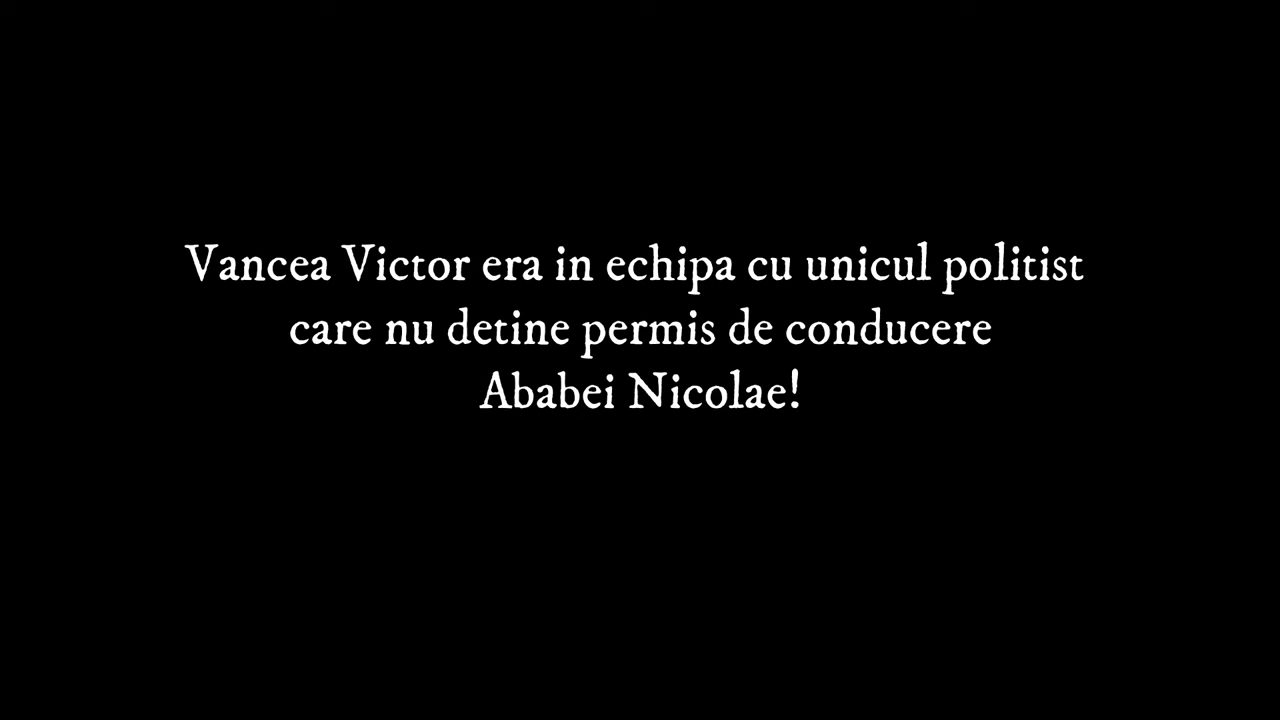 Vancea Victor era in echipa cu unicul politist
care nu detine permis de conducere
Ababei Nicolae!